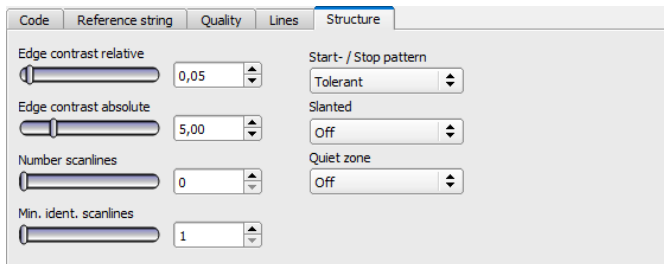 Code Reference string Quality Lines Structure
Edge contrast relative
0,05
Edge contrast absolute
5,00
Number scanlines
0
Min. ident. scanlines
1
Start- / Stop pattern
Tolerant
Slanted
Off
Quiet zone
Off